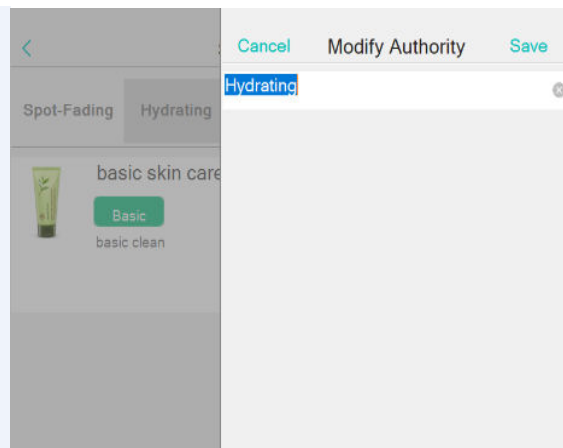 Cancel Modify Authority Save
Hydrating
Spot-Fading Hydrating
basic skin care
Basic
basic clean